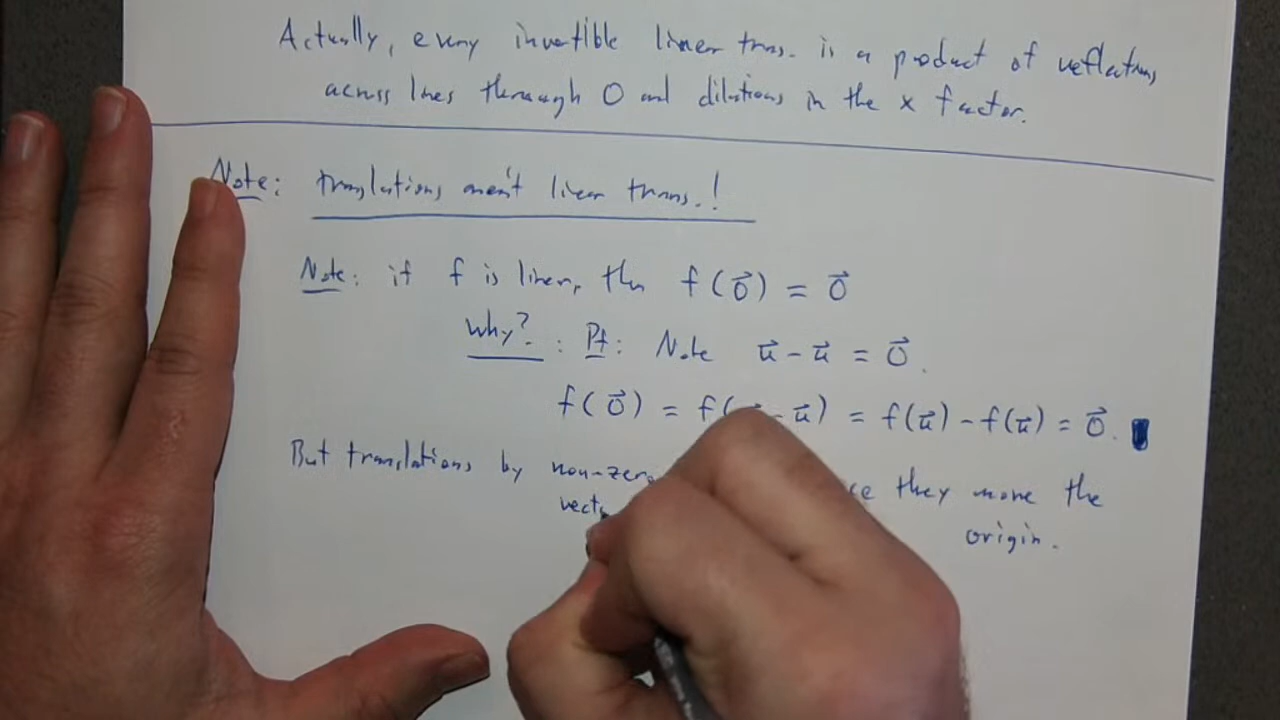 Actually, every invertible linear trans. is a product of reflections
across lines through O and dilations in the x factor.
Note: translations aren't linear trans.!
Note: if f is linear, then f(0⃗) = 0⃗
Why? : Pf: Note u⃗ - u⃗ = 0⃗.
f(0⃗) = f( - u⃗) = f(u⃗) - f(u⃗) = 0⃗.
But translations by non-zero they move the
origin.